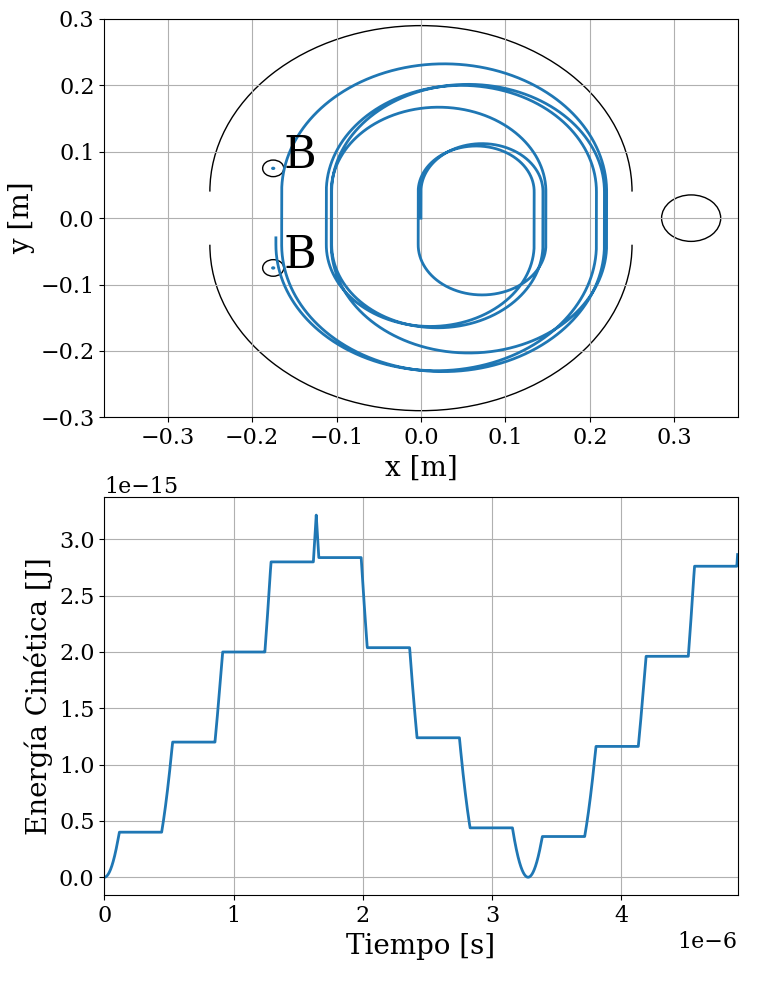 0.3
0.2
0.1
0.0
−0.1
−0.2
−0.3
y [m]
B
B
−0.3 −0.2 −0.1 0.0 0.1 0.2 0.3
x [m]
1e−15
3.0
2.5
2.0
1.5
1.0
0.5
0.0
Energía Cinética [J]
0 1 2 3 4
1e−6
Tiempo [s]